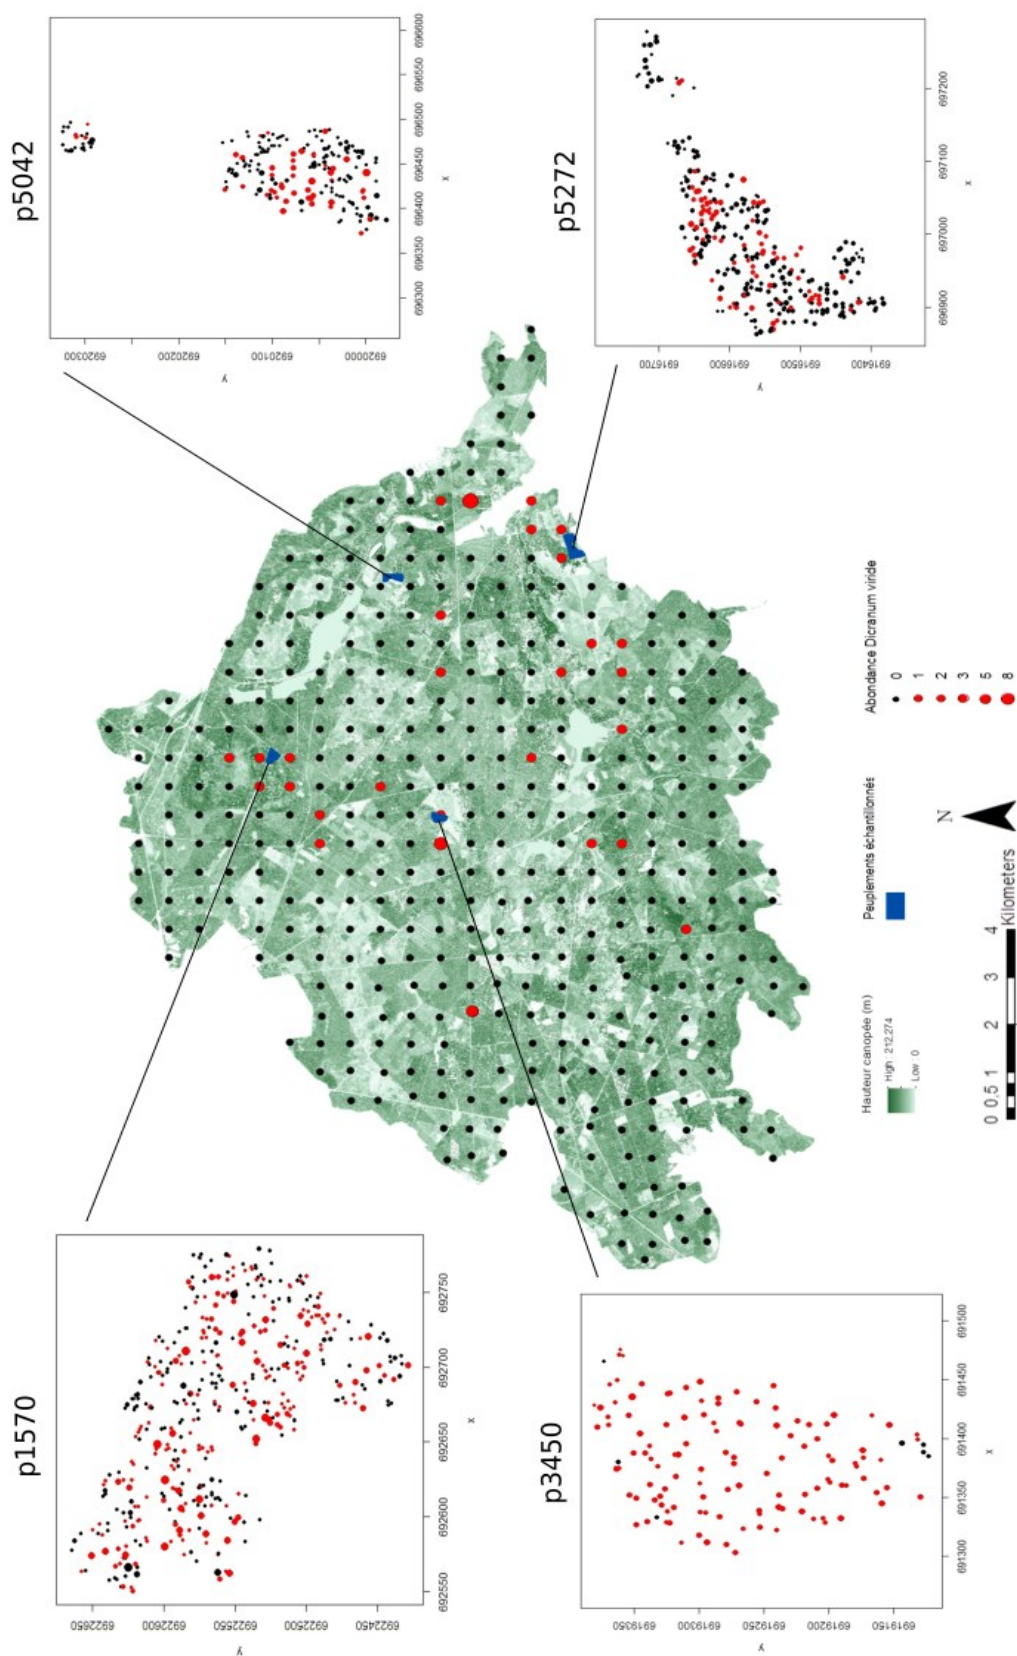 p1570
6922650
6922600
6922550
6922500
6922450
Y
692550 692600 692650 692700 692750
x
p5042
6920300
6920200
6920100
6920000
Y
696300 696350 696400 696450 696500 696550 696600
x
p3450
6919350
6919300
6919250
6919200
6919150
Y
691300 691350 691400 691450 691500
x
p5272
6916700
6916600
6916500
6916400
Y
696900 697000 697100 697200
x
Hauteur canopée (m)
High : 212,274
Low : 0
Peuplements échantillonnés
Abondance Dicranum viride
0
1
2
3
5
8
N
0 0,5 1 2 3 4
Kilometers